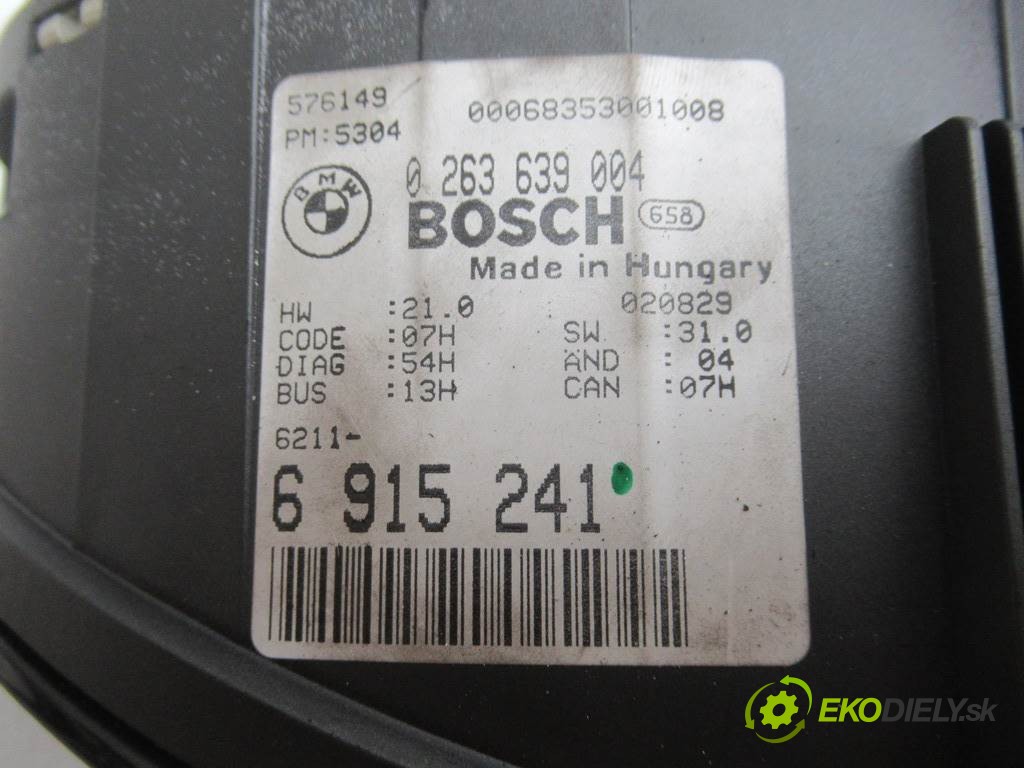 576149 00068353001008
PM:5304
BMW
0 263 639 004
BOSCH 658
Made in Hungary
HW :21.0 020829
CODE :07H SW :31.0
DIAG :54H ÄND : 04
BUS :13H CAN :07H
6211-
6 915 241
EKODIELY.sk